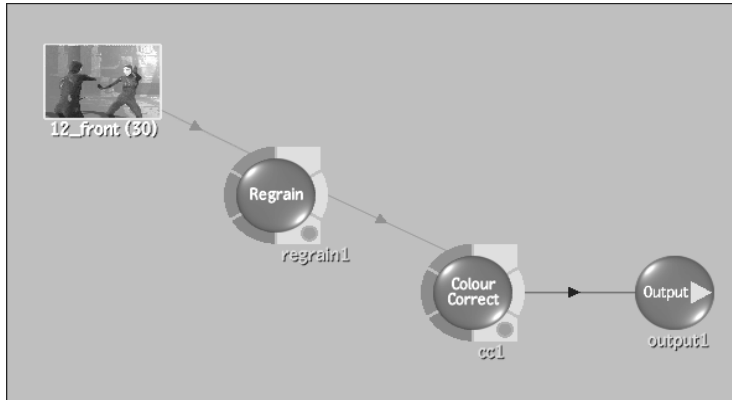 12_front (30)
Regrain
regrain1
Colour
Correct
cc1
Output
output1